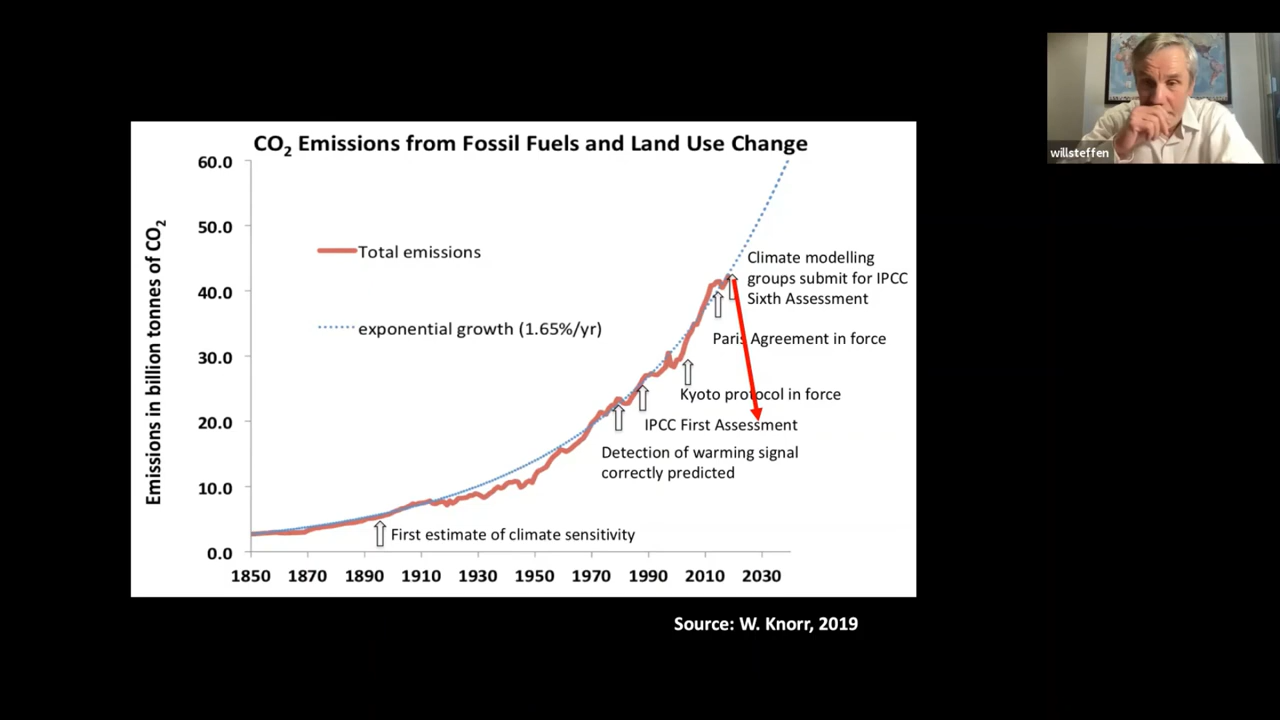 willsteffen
CO2 Emissions from Fossil Fuels and Land Use Change
Emissions in billion tonnes of CO2
60.0
50.0
40.0
30.0
20.0
10.0
0.0
Total emissions
exponential growth (1.65%/yr)
Climate modelling
groups submit for IPCC
Sixth Assessment
Paris Agreement in force
Kyoto protocol in force
IPCC First Assessment
Detection of warming signal
correctly predicted
First estimate of climate sensitivity
1850 1870 1890 1910 1930 1950 1970 1990 2010 2030
Source: W. Knorr, 2019